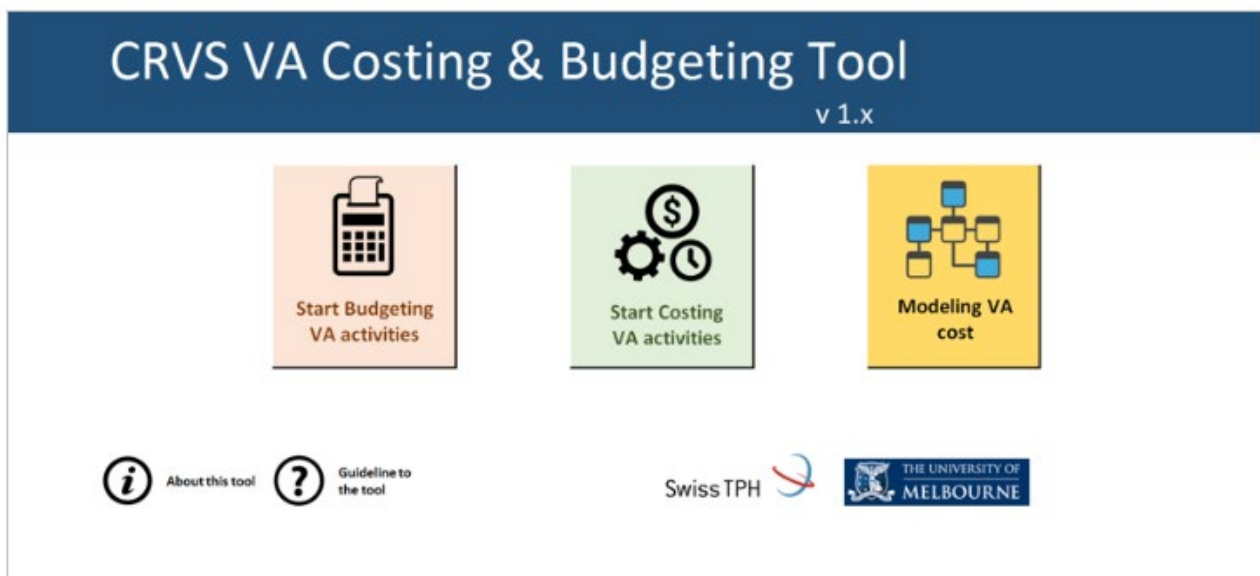 CRVS VA Costing & Budgeting Tool
v 1.x
$
Start Budgeting
VA activities
Start Costing
VA activities
Modeling VA
cost
i
About this tool
?
Guideline to
the tool
Swiss TPH
THE UNIVERSITY OF
MELBOURNE